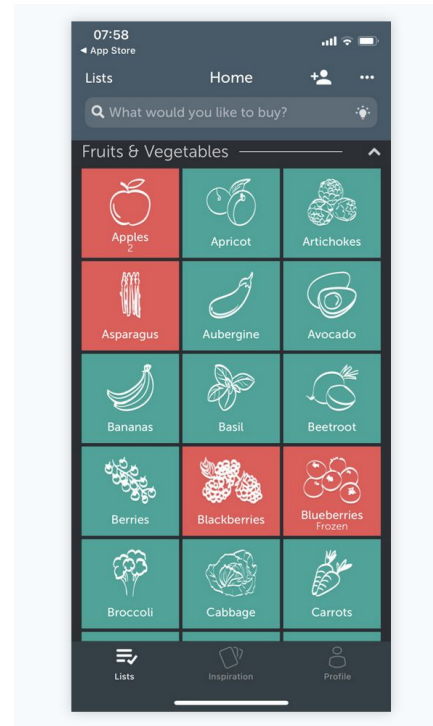 07:58
◀ App Store
Lists Home
What would you like to buy?
Fruits & Vegetables
Apples
2
Apricot
Artichokes
Asparagus
Aubergine
Avocado
Bananas
Basil
Beetroot
Berries
Blackberries
Blueberries
Frozen
Broccoli
Cabbage
Carrots
Lists
Inspiration
Profile